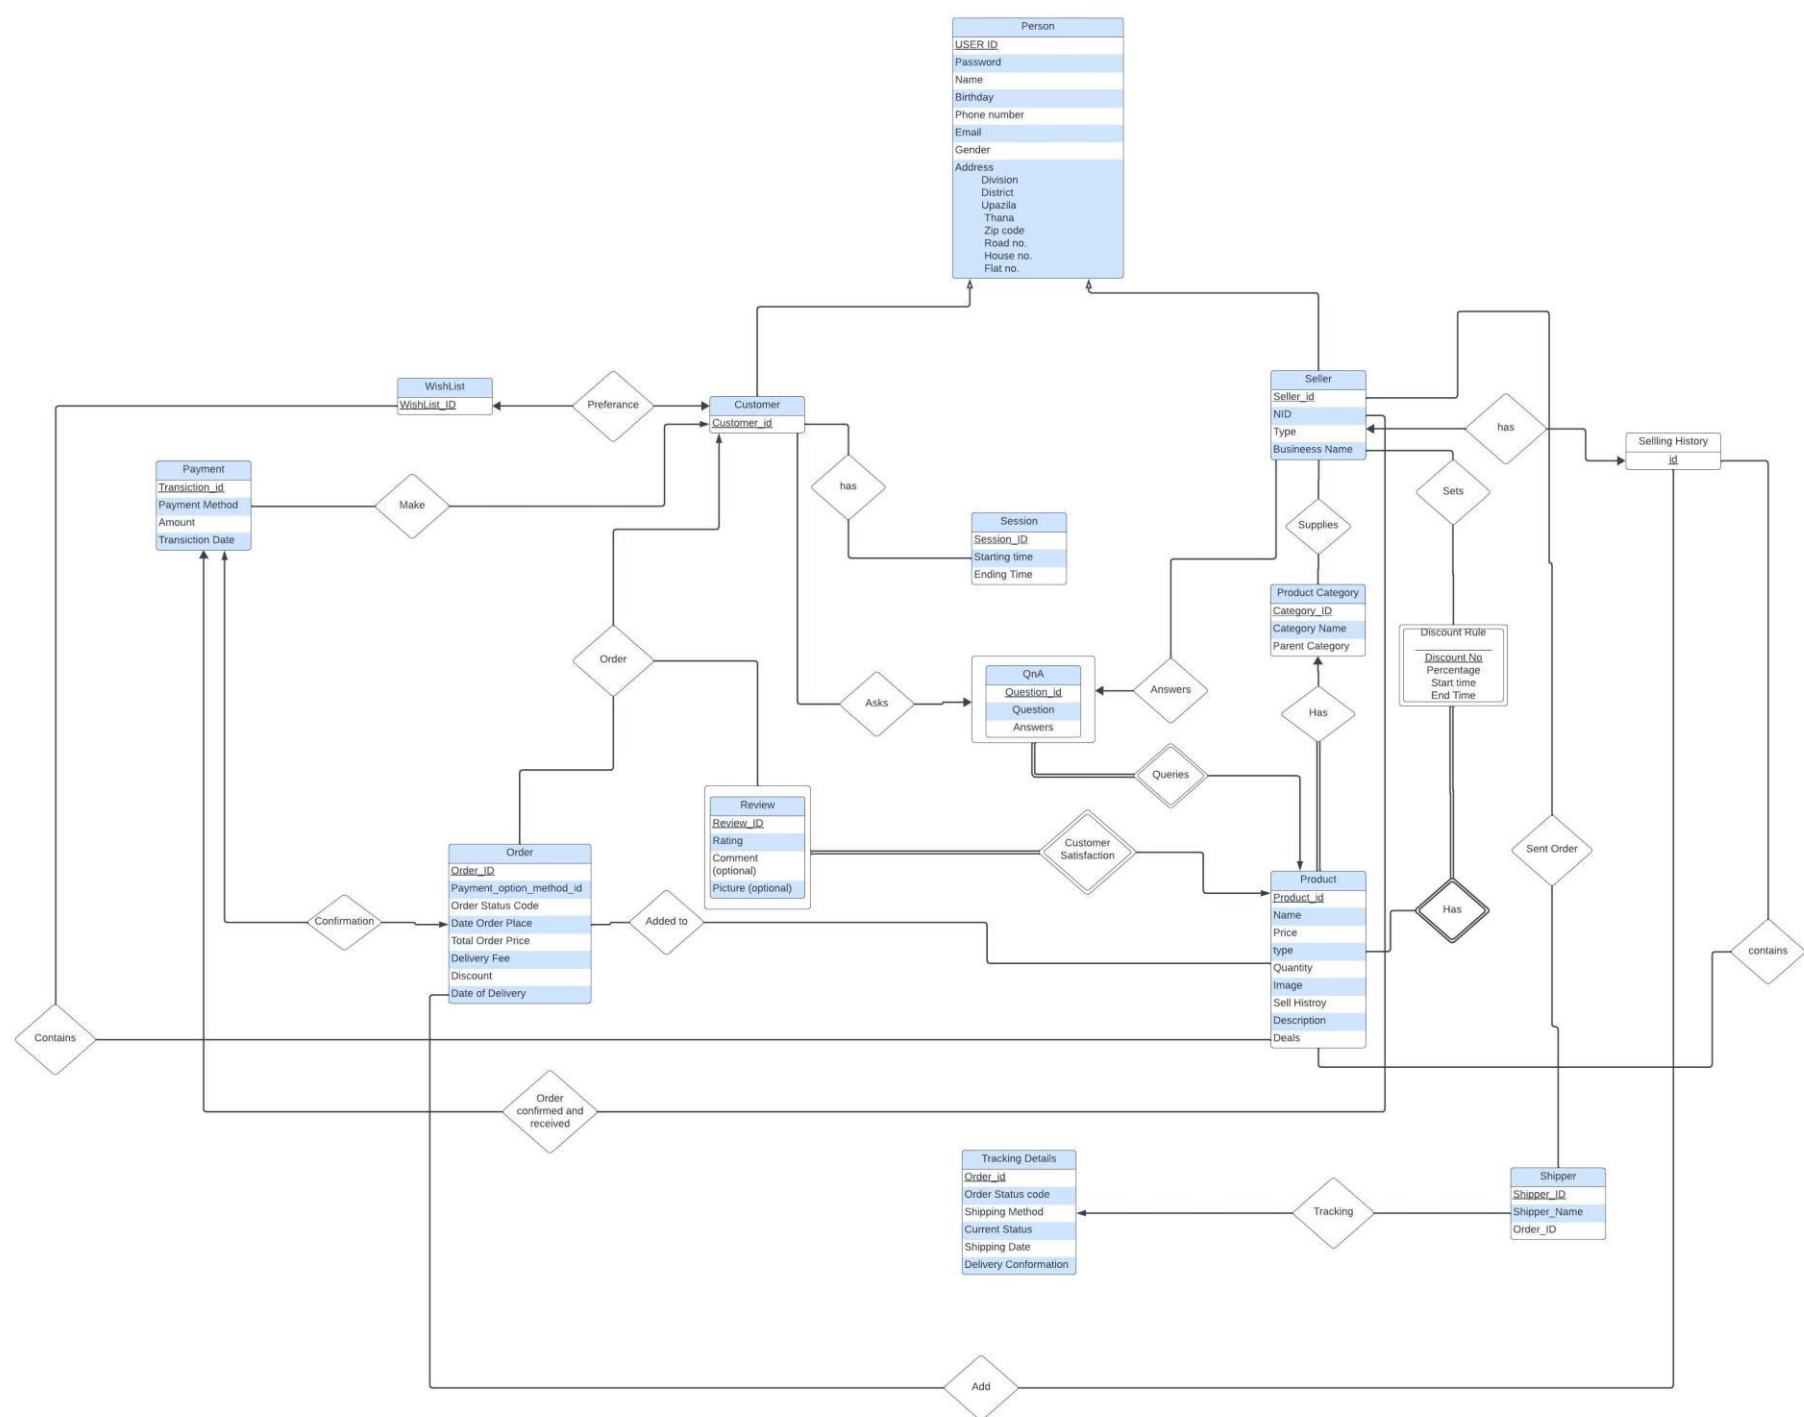 Person
USER ID
Password
Name
Birthday
Phone number
Email
Gender
Address
Division
District
Upazila
Thana
Zip code
Road no.
House no.
Flat no.
WishList
WishList_ID
Preferance
Customer
Customer_id
Seller
Seller_id
NID
Type
Busineess Name
has
Sellling History
id
Payment
Transiction_id
Payment Method
Amount
Transiction Date
Make
has
Sets
Session
Session_ID
Starting time
Ending Time
Supplies
Product Category
Category_ID
Category Name
Parent Category
Discount Rule
Discount No
Percentage
Start time
End Time
Order
Asks
QnA
Question_id
Question
Answers
Answers
Has
Queries
Review
Review_ID
Rating
Comment
(optional)
Picture (optional)
Customer
Satisfaction
Sent Order
Order
Order_ID
Payment_option_method_id
Order Status Code
Date Order Place
Total Order Price
Delivery Fee
Discount
Date of Delivery
Confirmation
Added to
Product
Product_id
Name
Price
type
Quantity
Image
Sell Histroy
Description
Deals
Has
contains
Contains
Order
confirmed and
received
Tracking Details
Order_id
Order Status code
Shipping Method
Current Status
Shipping Date
Delivery Conformation
Tracking
Shipper
Shipper_ID
Shipper_Name
Order_ID
Add